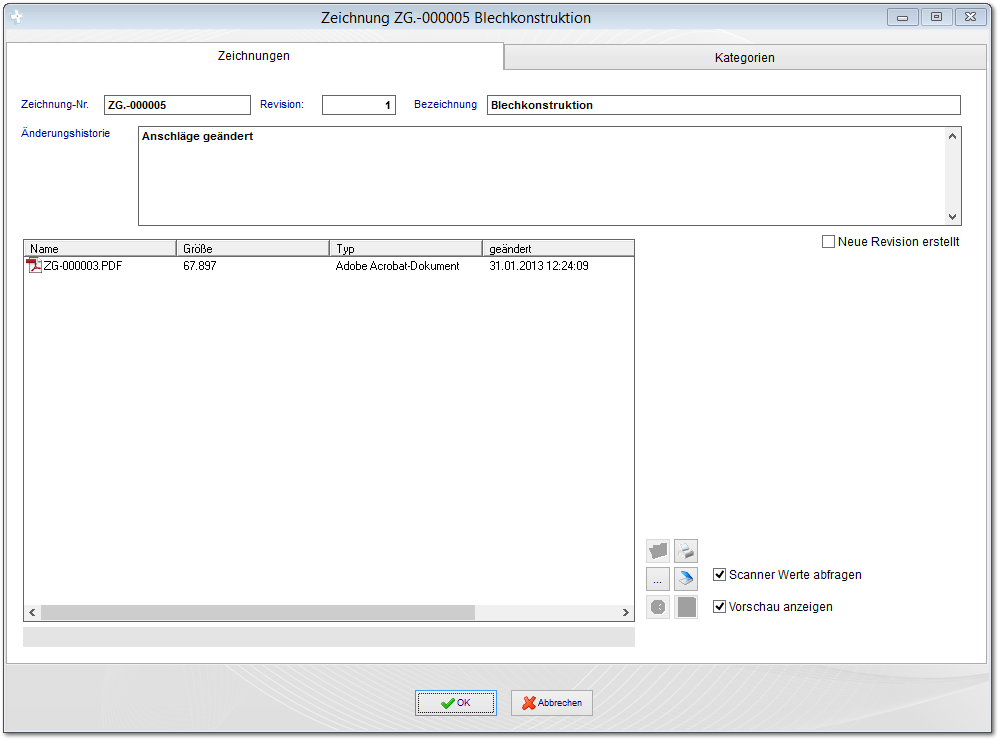 Zeichnung ZG.-000005 Blechkonstruktion
Zeichnungen Kategorien
Zeichnung-Nr. ZG.-000005 Revision: 1 Bezeichnung Blechkonstruktion
Änderungshistorie Anschläge geändert
Neue Revision erstellt
Name Größe Typ geändert
ZG-000003.PDF 67.897 Adobe Acrobat-Dokument 31.01.2013 12:24:09
... Scanner Werte abfragen
Vorschau anzeigen
OK Abbrechen